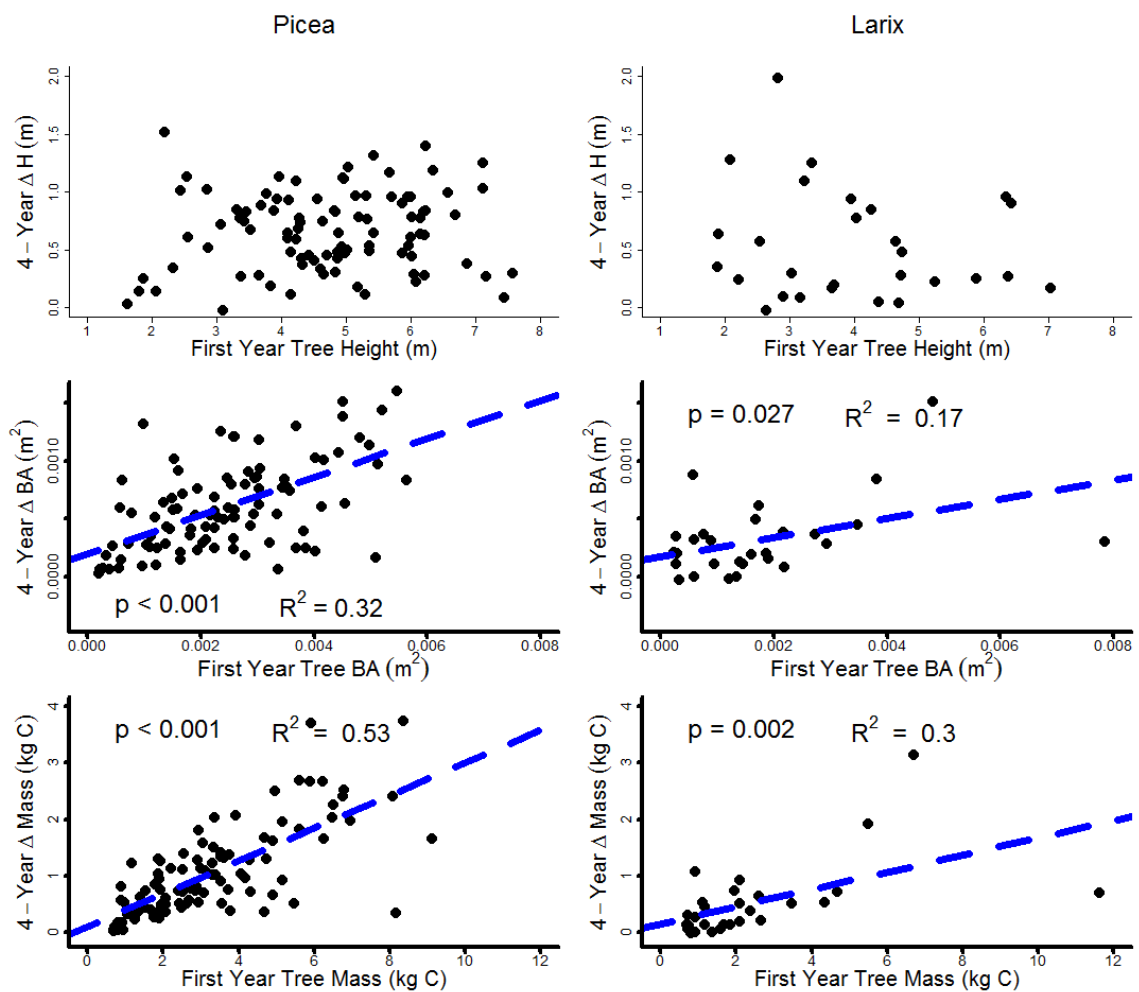 Picea
Larix
4 – Year Δ H (m)
0.0 0.5 1.0 1.5 2.0
1 2 3 4 5 6 7 8
First Year Tree Height (m)
4 – Year Δ H (m)
0.0 0.5 1.0 1.5 2.0
1 2 3 4 5 6 7 8
First Year Tree Height (m)
4 – Year Δ BA (m²)
0.0000 0.0010
p < 0.001 R² = 0.32
0.000 0.002 0.004 0.006 0.008
First Year Tree BA (m²)
4 – Year Δ BA (m²)
0.0000 0.0010
p = 0.027 R² = 0.17
0.000 0.002 0.004 0.006 0.008
First Year Tree BA (m²)
4 – Year Δ Mass (kg C)
0 1 2 3 4
p < 0.001 R² = 0.53
0 2 4 6 8 10 12
First Year Tree Mass (kg C)
4 – Year Δ Mass (kg C)
0 1 2 3 4
p = 0.002 R² = 0.3
0 2 4 6 8 10 12
First Year Tree Mass (kg C)